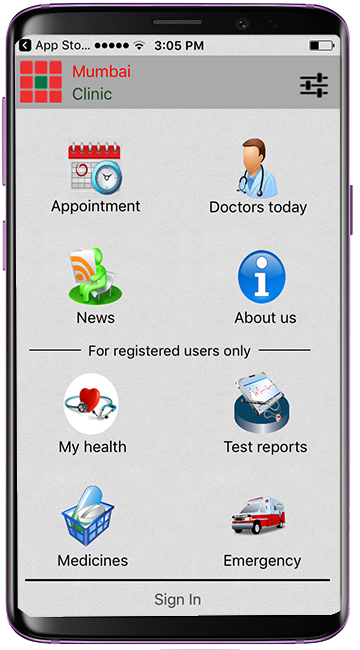 App Sto... 3:05 PM
Mumbai
Clinic
Appointment Doctors today
News About us
For registered users only
My health Test reports
Medicines Emergency
Sign In